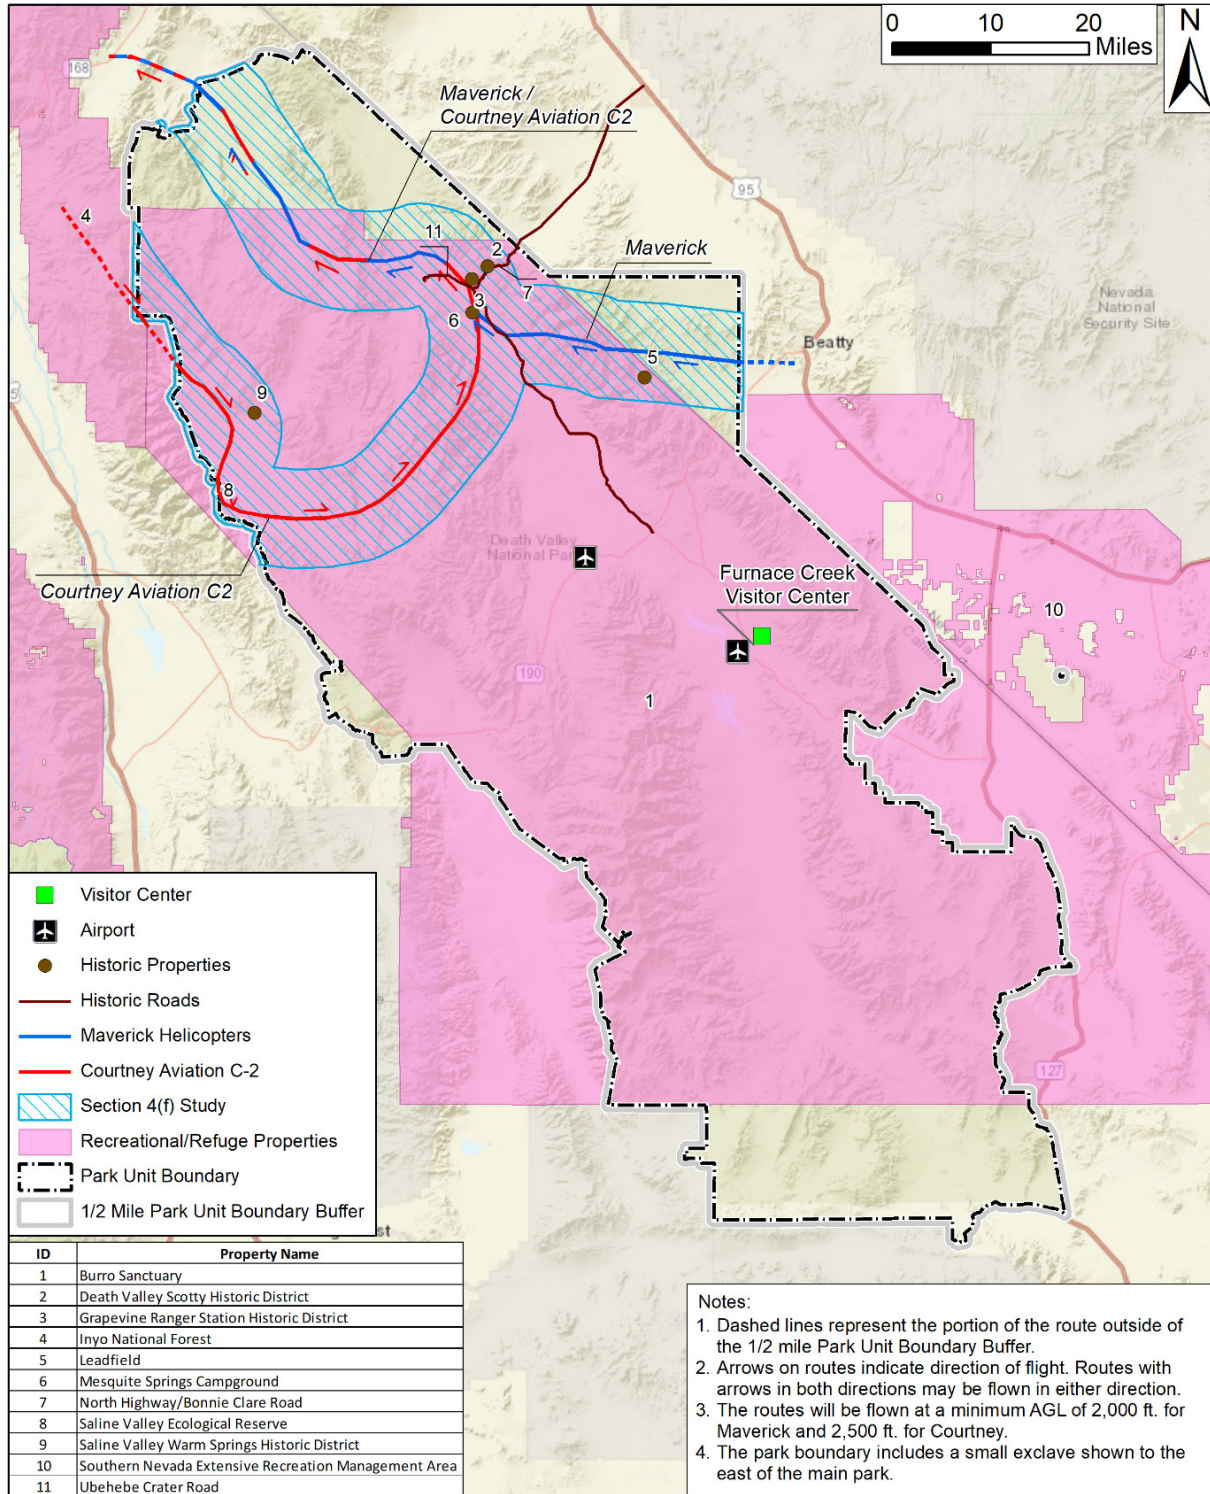 0 10 20
Miles
N
168
Maverick /
Courtney Aviation C2
95
4
11
2
Maverick
7
3
6
Nevada
National
Security Site
Beatty
5
9
8
Death Valley
National Park
Courtney Aviation C2
Furnace Creek
Visitor Center
10
190
1
127
Visitor Center
Airport
Historic Properties
Historic Roads
Maverick Helicopters
Courtney Aviation C-2
Section 4(f) Study
Recreational/Refuge Properties
Park Unit Boundary
1/2 Mile Park Unit Boundary Buffer
ID Property Name
1 Burro Sanctuary
2 Death Valley Scotty Historic District
3 Grapevine Ranger Station Historic District
4 Inyo National Forest
5 Leadfield
6 Mesquite Springs Campground
7 North Highway/Bonnie Clare Road
8 Saline Valley Ecological Reserve
9 Saline Valley Warm Springs Historic District
10 Southern Nevada Extensive Recreation Management Area
11 Ubehebe Crater Road
Notes:
1. Dashed lines represent the portion of the route outside of
the 1/2 mile Park Unit Boundary Buffer.
2. Arrows on routes indicate direction of flight. Routes with
arrows in both directions may be flown in either direction.
3. The routes will be flown at a minimum AGL of 2,000 ft. for
Maverick and 2,500 ft. for Courtney.
4. The park boundary includes a small exclave shown to the
east of the main park.